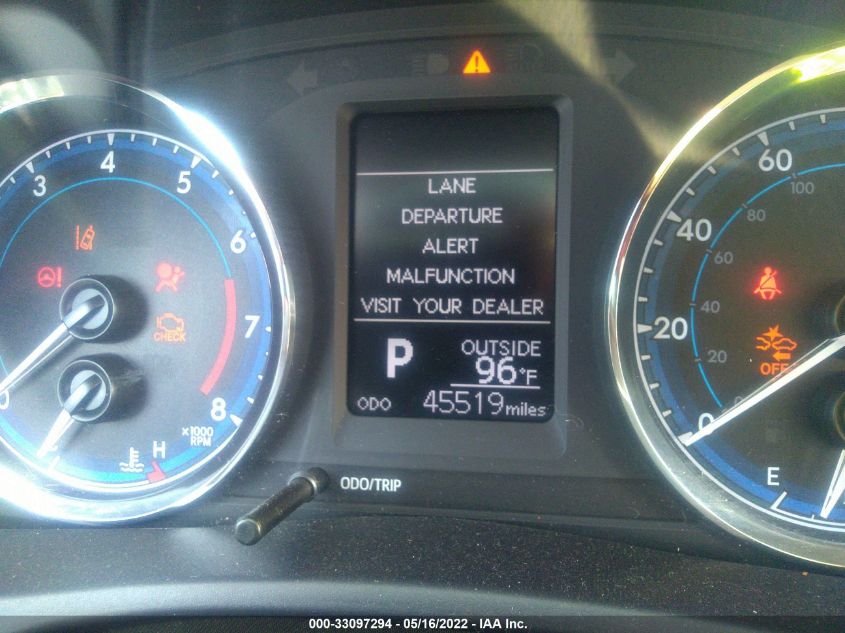 3 4 5 6 7 8
x1000
RPM
CHECK
H
LANE
DEPARTURE
ALERT
MALFUNCTION
VISIT YOUR DEALER
P
OUTSIDE
96°F
ODO 45519 miles
ODO/TRIP
0 20 40 60
0 20 40 60 80 100
OFF
E
000-33097294 - 05/16/2022 - IAA Inc.